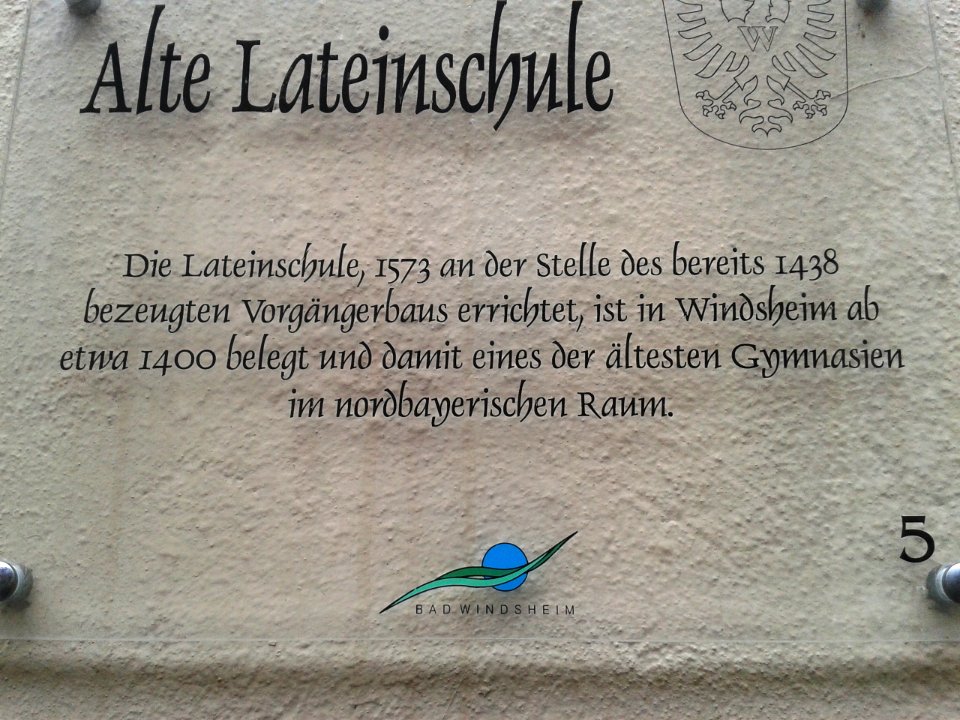 Alte Lateinschule
W
Die Lateinschule, 1573 an der Stelle des bereits 1438
bezeugten Vorgängerbaus errichtet, ist in Windsheim ab
etwa 1400 belegt und damit eines der ältesten Gymnasien
im nordbayerischen Raum.
5
BAD WINDSHEIM